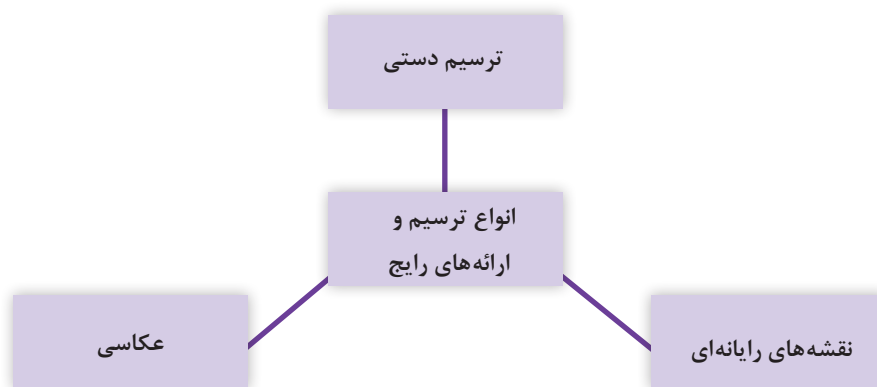 ترسیم دستی
انواع ترسیم و
ارائه‌های رایج
نقشه‌های رایانه‌ای
عکاسی